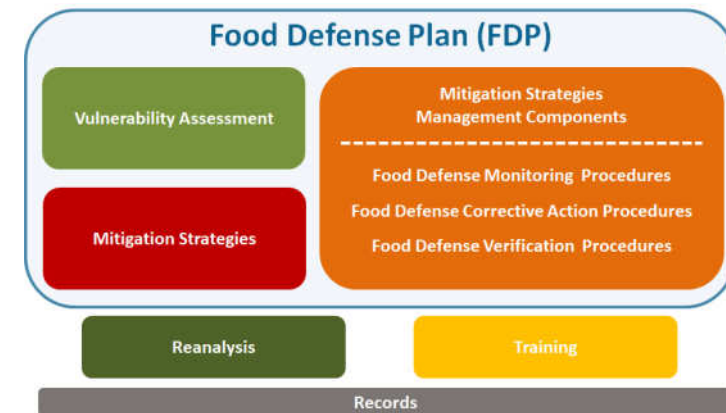 Food Defense Plan (FDP)
Vulnerability Assessment
Mitigation Strategies
Mitigation Strategies
Management Components
Food Defense Monitoring Procedures
Food Defense Corrective Action Procedures
Food Defense Verification Procedures
Reanalysis
Training
Records